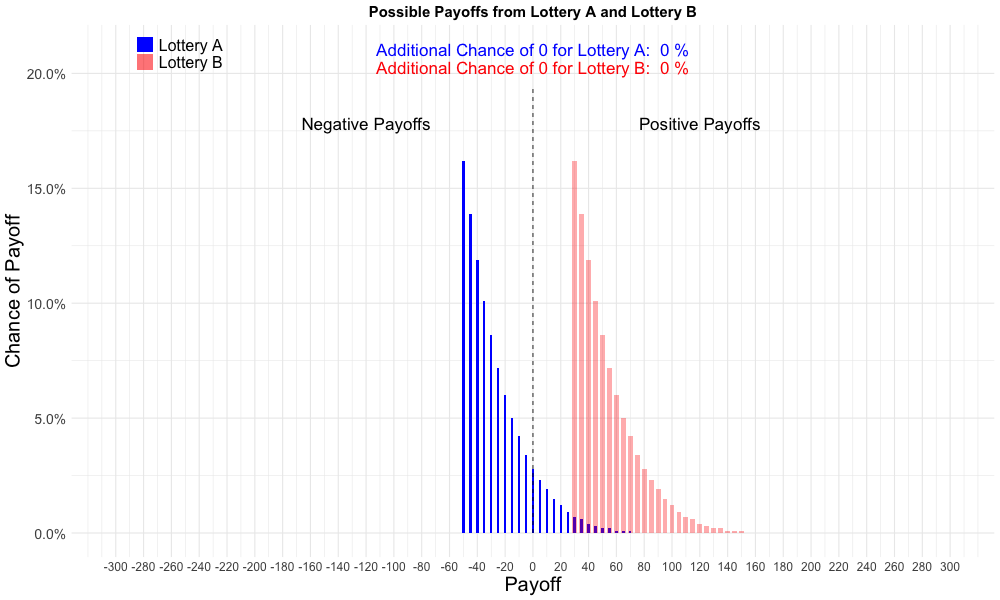 Possible Payoffs from Lottery A and Lottery B
Lottery A
Lottery B
Additional Chance of 0 for Lottery A:  0 %
Additional Chance of 0 for Lottery B:  0 %
Negative Payoffs
Positive Payoffs
Chance of Payoff
20.0%
15.0%
10.0%
5.0%
0.0%
-300 -280 -260 -240 -220 -200 -180 -160 -140 -120 -100 -80 -60 -40 -20 0 20 40 60 80 100 120 140 160 180 200 220 240 260 280 300
Payoff